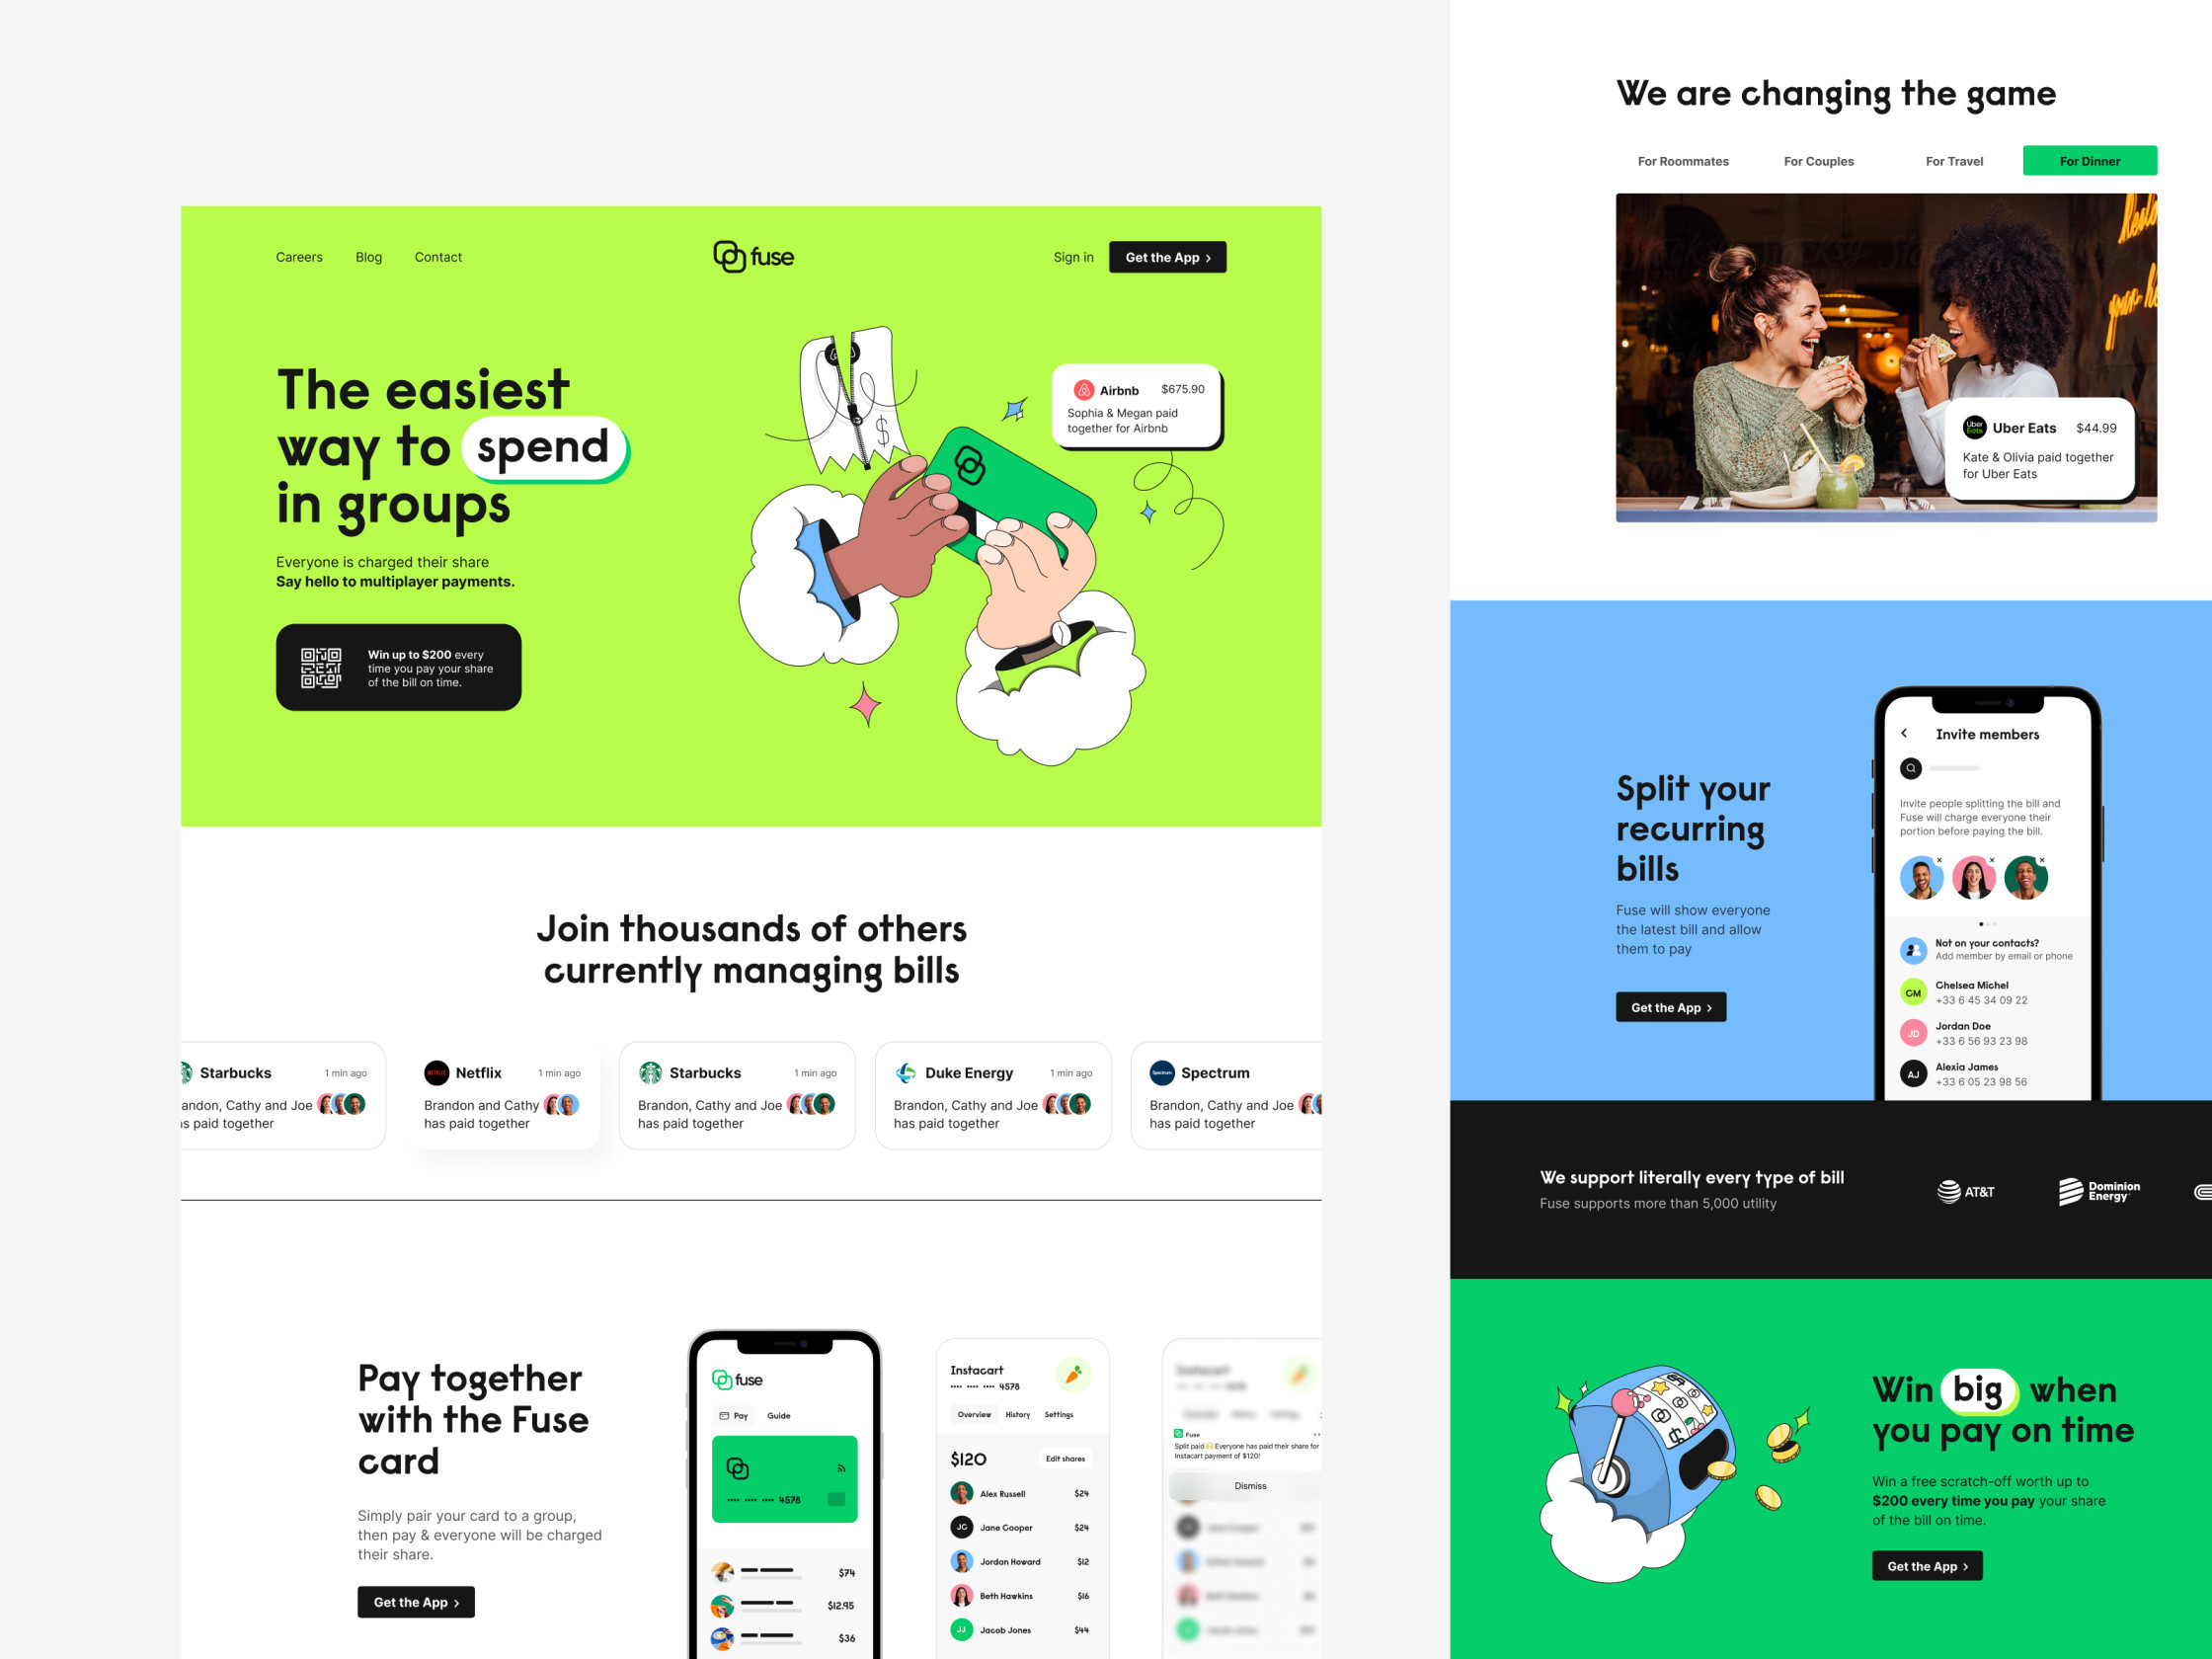 Careers
Blog
Contact
fuse
Sign in
Get the App
The easiest
way to spend
in groups
Everyone is charged their share
Say hello to multiplayer payments.
Win up to $200 every
time you pay your share
of the bill on time.
$
Airbnb
$675.90
Sophia & Megan paid
together for Airbnb
Join thousands of others
currently managing bills
Starbucks
1 min ago
andon, Cathy and Joe
as paid together
NETFLIX
Netflix
1 min ago
Brandon and Cathy
has paid together
Starbucks
1 min ago
Brandon, Cathy and Joe
has paid together
Duke Energy
1 min ago
Brandon, Cathy and Joe
has paid together
Spectrum
Spectrum
Brandon, Cathy and Joe
has paid together
Pay together
with the Fuse
card
Simply pair your card to a group,
then pay & everyone will be charged
their share.
Get the App
fuse
Pay
Guide
•••• •••• •••• 4578
$74
$12.95
$36
Instacart
•••• •••• •••• 4578
Overview
History
Settings
$120
Edit shares
Alex Russell
$24
JC
Jane Cooper
$24
Jordan Howard
$12
Beth Hawkins
$16
JJ
Jacob Jones
$44
Instacart
Fuse
Split paid 🙌 Everyone has paid their share for
Instacart payment of $120!
Dismiss
We are changing the game
For Roommates
For Couples
For Travel
For Dinner
Uber
Eats
Uber Eats
$44.99
Kate & Olivia paid together
for Uber Eats
Split your
recurring
bills
Fuse will show everyone
the latest bill and allow
them to pay
Get the App
Invite members
Invite people splitting the bill and
Fuse will charge everyone their
portion before paying the bill.
Not on your contacts?
Add member by email or phone
CM
Chelsea Michel
+33 6 45 34 09 22
JD
Jordan Doe
+33 6 56 93 23 98
AJ
Alexia James
+33 6 05 23 98 56
We support literally every type of bill
Fuse supports more than 5,000 utility
AT&T
Dominion
Energy
Win big when
you pay on time
Win a free scratch-off worth up to
$200 every time you pay your share
of the bill on time.
Get the App